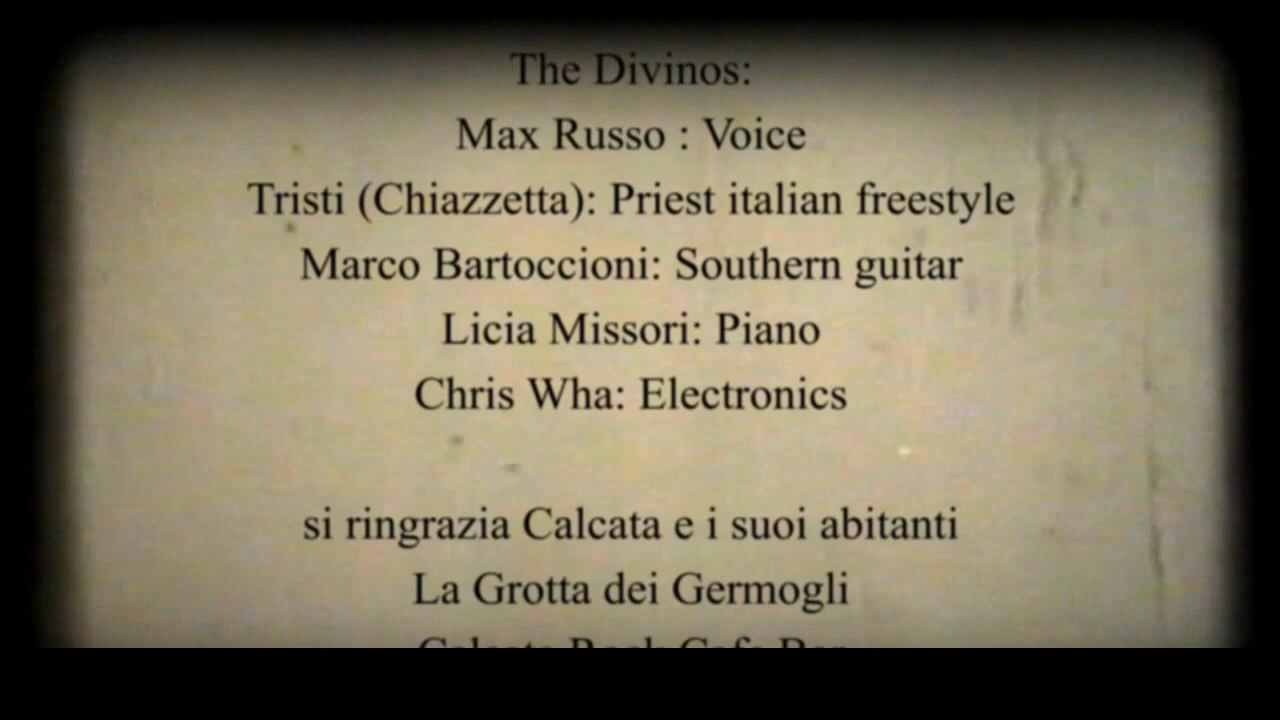 The Divinos:
Max Russo : Voice
Tristi (Chiazzetta): Priest italian freestyle
Marco Bartoccioni: Southern guitar
Licia Missori: Piano
Chris Wha: Electronics
si ringrazia Calcata e i suoi abitanti
La Grotta dei Germogli